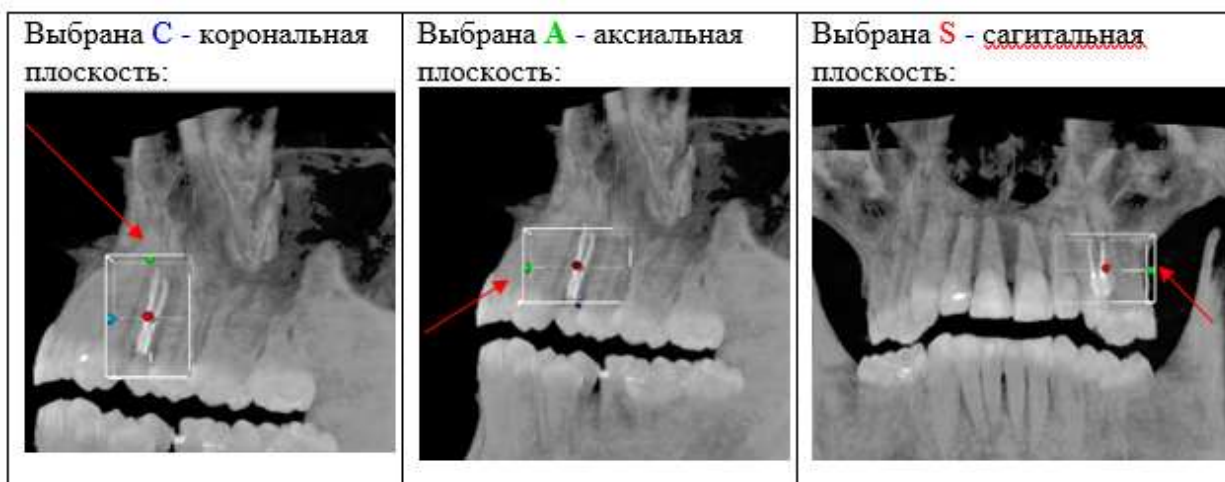 Выбрана С - корональная
плоскость:
Выбрана А - аксиальная
плоскость:
Выбрана S - сагитальная
плоскость: